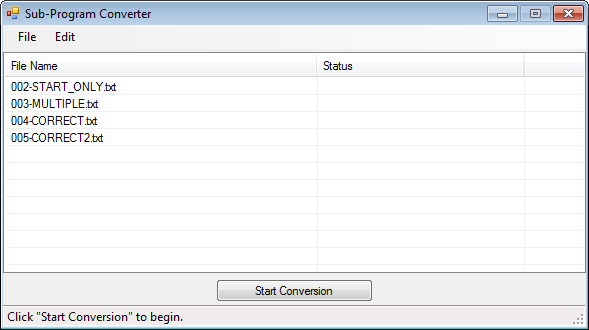 Sub-Program Converter
File Edit
File Name Status
002-START_ONLY.txt
003-MULTIPLE.txt
004-CORRECT.txt
005-CORRECT2.txt
Start Conversion
Click "Start Conversion" to begin.